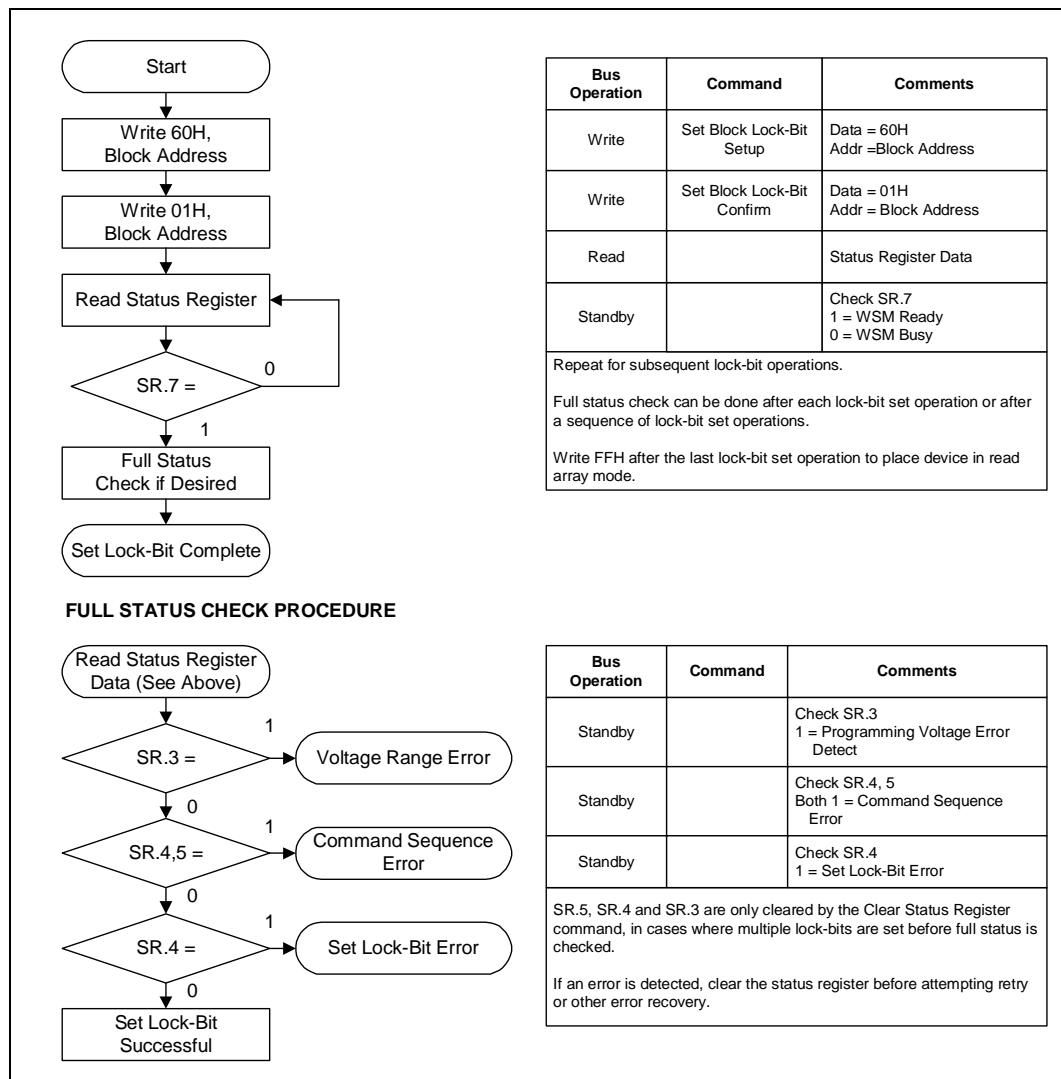 Start
Write 60H,
Block Address
Write 01H,
Block Address
Read Status Register
SR.7 =
0
1
Full Status
Check if Desired
Set Lock-Bit Complete
Bus
Operation
Command
Comments
Write
Set Block Lock-Bit
Setup
Data = 60H
Addr =Block Address
Write
Set Block Lock-Bit
Confirm
Data = 01H
Addr = Block Address
Read
Status Register Data
Standby
Check SR.7
1 = WSM Ready
0 = WSM Busy
Repeat for subsequent lock-bit operations.
Full status check can be done after each lock-bit set operation or after
a sequence of lock-bit set operations.
Write FFH after the last lock-bit set operation to place device in read
array mode.
FULL STATUS CHECK PROCEDURE
Read Status Register
Data (See Above)
SR.3 =
1
Voltage Range Error
0
SR.4,5 =
1
Command Sequence
Error
0
SR.4 =
1
Set Lock-Bit Error
0
Set Lock-Bit
Successful
Bus
Operation
Command
Comments
Standby
Check SR.3
1 = Programming Voltage Error
Detect
Standby
Check SR.4, 5
Both 1 = Command Sequence
Error
Standby
Check SR.4
1 = Set Lock-Bit Error
SR.5, SR.4 and SR.3 are only cleared by the Clear Status Register
command, in cases where multiple lock-bits are set before full status is
checked.
If an error is detected, clear the status register before attempting retry
or other error recovery.